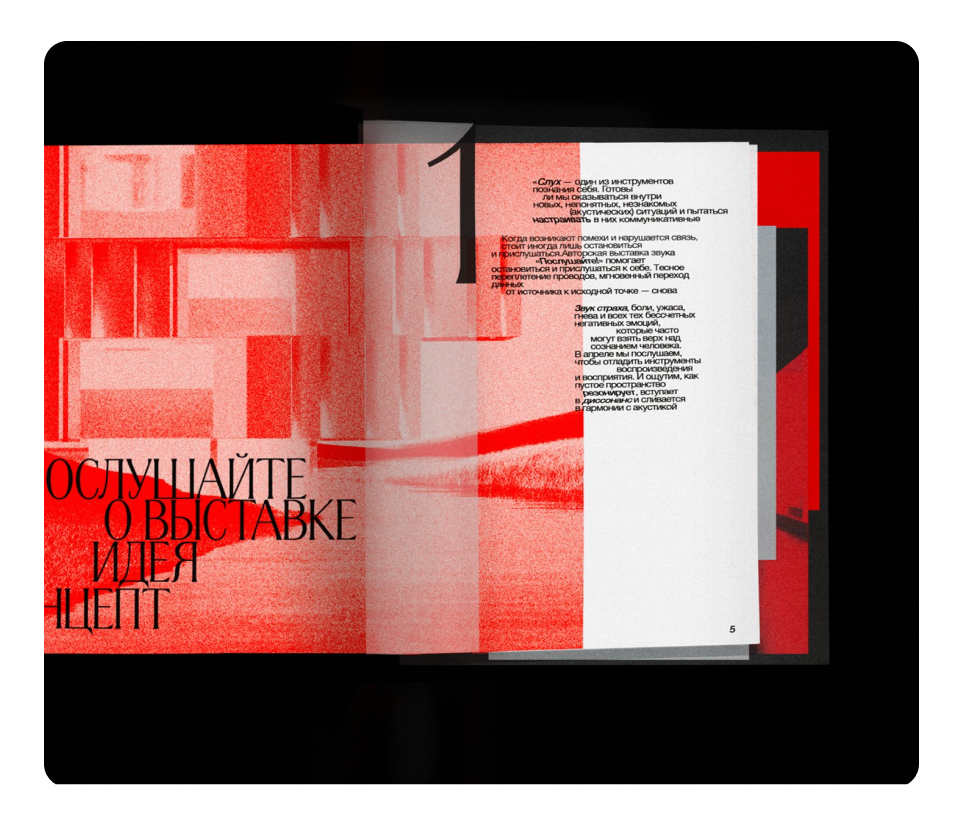 1
«Слух — один из инструментов
познания себя. Готовы
ли мы оказываться внутри
новых, непонятных, незнакомых
(акустических) ситуаций и пытаться
настраивать в них коммуникативные
Когда возникают помехи и нарушается связь,
стоит иногда лишь остановиться
и прислушаться.Авторская выставка звука
«Послушайте!» помогает
остановиться и прислушаться к себе. Тесное
переплетение проводов, мгновенный переход
данных
от источника к исходной точке — снова
Звук страха, боли, ужаса,
гнева и всех тех бессчетных
негативных эмоций,
которые часто
могут взять верх над
сознанием человека.
В апреле мы послушаем,
чтобы отладить инструменты
воспроизведения
и восприятия. И ощутим, как
пустое пространство
резонирует, вступает
в диссонанс и сливается
в гармонии с акустикой
ОСЛУШАЙТЕ
О ВЫСТАВКЕ
ИДЕЯ
НЦЕПТ
5